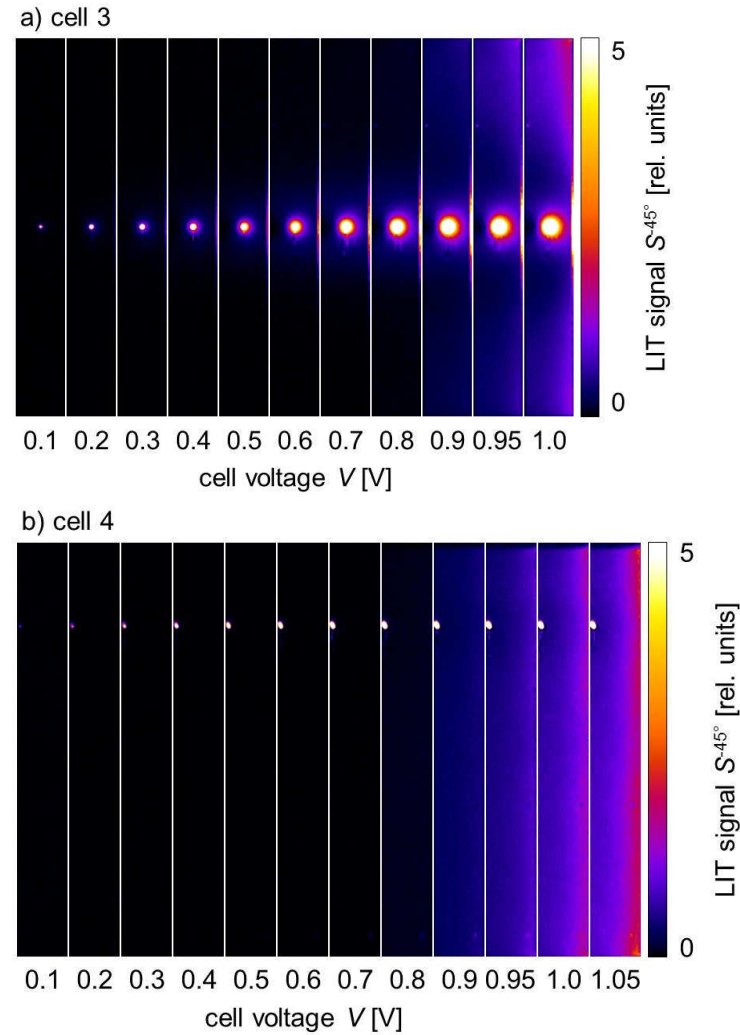 a) cell 3
5
LIT signal S⁻⁴⁵° [rel. units]
0
0.1 0.2 0.3 0.4 0.5 0.6 0.7 0.8 0.9 0.95 1.0
cell voltage V [V]
b) cell 4
5
LIT signal S⁻⁴⁵° [rel. units]
0
0.1 0.2 0.3 0.4 0.5 0.6 0.7 0.8 0.9 0.95 1.0 1.05
cell voltage V [V]